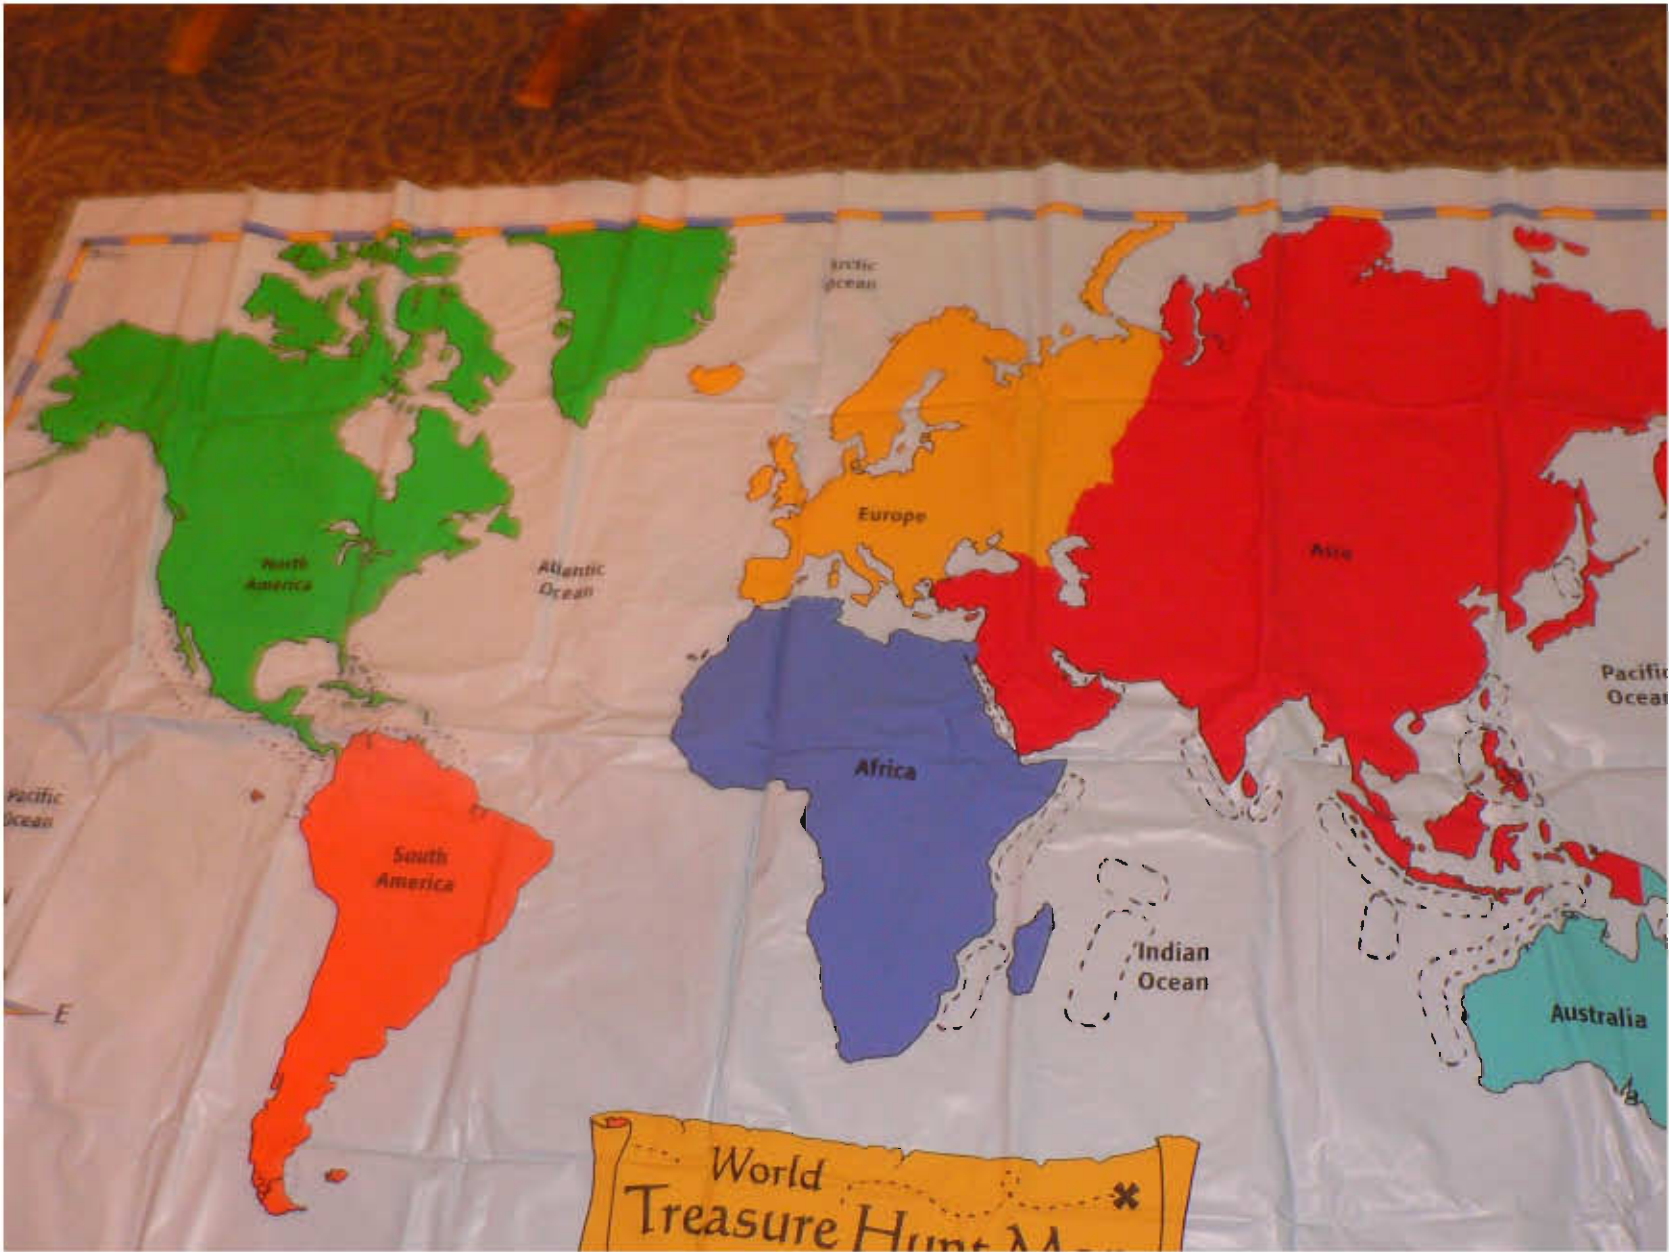 Arctic
Ocean
North
America
Atlantic
Ocean
Europe
Asia
Pacific
Ocean
Africa
Pacific
Ocean
South
America
Indian
Ocean
E
Australia
World
Treasure Hunt